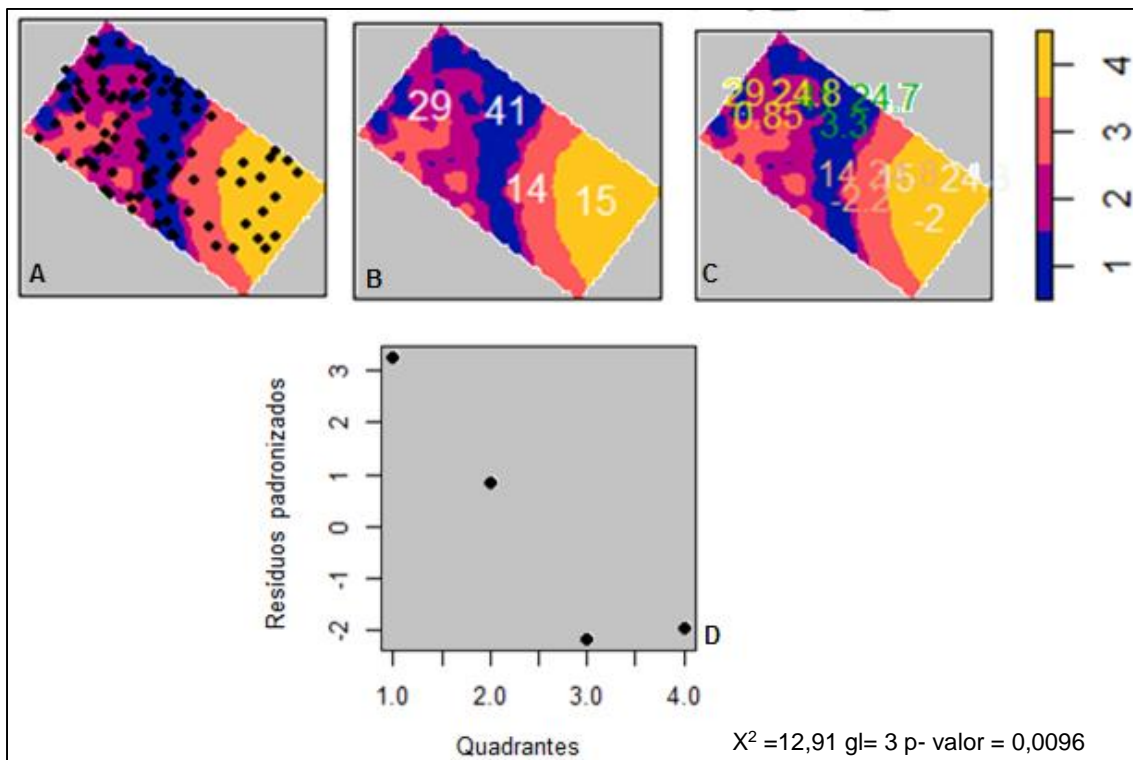 A
B
29
41
14
15
C
29 24.8
24.7
0.85
3.3
14
15
24
-2.2
-2
1
2
3
4
Resíduos padronizados
3
2
1
0
-1
-2
D
1.0 2.0 3.0 4.0
Quadrantes
X² =12,91 gl= 3 p- valor = 0,0096